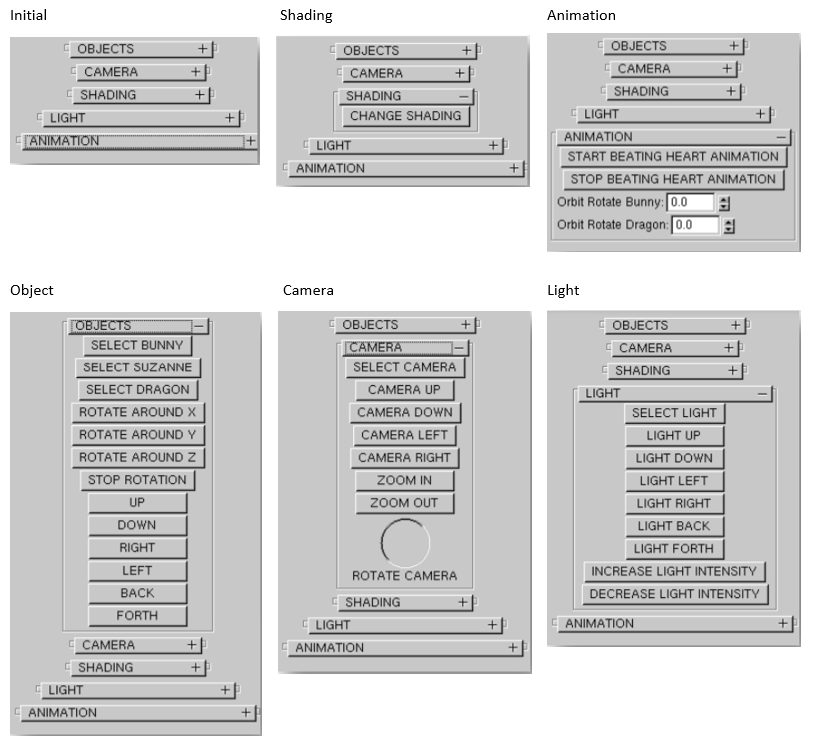 Initial
OBJECTS +
CAMERA +
SHADING +
LIGHT +
ANIMATION +
Shading
OBJECTS +
CAMERA +
SHADING −
CHANGE SHADING
LIGHT +
ANIMATION +
Animation
OBJECTS +
CAMERA +
SHADING +
LIGHT +
ANIMATION −
START BEATING HEART ANIMATION
STOP BEATING HEART ANIMATION
Orbit Rotate Bunny: 0.0
Orbit Rotate Dragon: 0.0
Object
OBJECTS −
SELECT BUNNY
SELECT SUZANNE
SELECT DRAGON
ROTATE AROUND X
ROTATE AROUND Y
ROTATE AROUND Z
STOP ROTATION
UP
DOWN
RIGHT
LEFT
BACK
FORTH
CAMERA +
SHADING +
LIGHT +
ANIMATION +
Camera
OBJECTS +
CAMERA −
SELECT CAMERA
CAMERA UP
CAMERA DOWN
CAMERA LEFT
CAMERA RIGHT
ZOOM IN
ZOOM OUT
ROTATE CAMERA
SHADING +
LIGHT +
ANIMATION +
Light
OBJECTS +
CAMERA +
SHADING +
LIGHT −
SELECT LIGHT
LIGHT UP
LIGHT DOWN
LIGHT LEFT
LIGHT RIGHT
LIGHT BACK
LIGHT FORTH
INCREASE LIGHT INTENSITY
DECREASE LIGHT INTENSITY
ANIMATION +